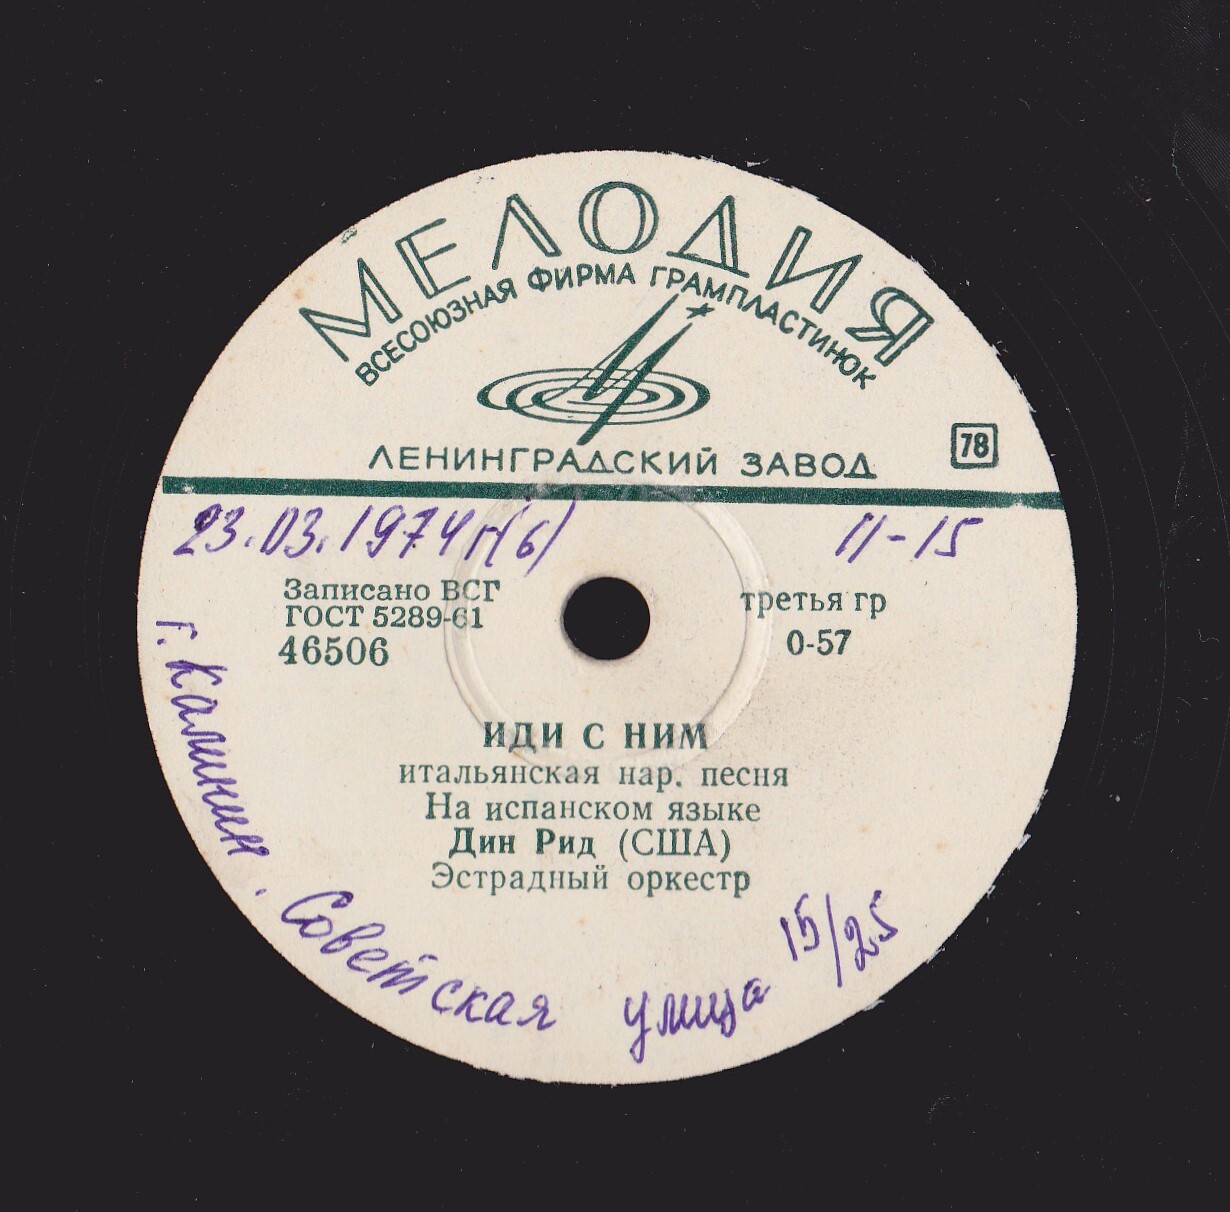 МЕЛОДИЯ
ВСЕСОЮЗНАЯ ФИРМА ГРАМПЛАСТИНОК
ЛЕНИНГРАДСКИЙ ЗАВОД
78
23.03.1974 г(б)
11-15
Записано ВСГ
ГОСТ 5289-61
46506
третья гр
0-57
ИДИ С НИМ
итальянская нар. песня
На испанском языке
Дин Рид (США)
Эстрадный оркестр
г. Калинин. Советская улица 15/25